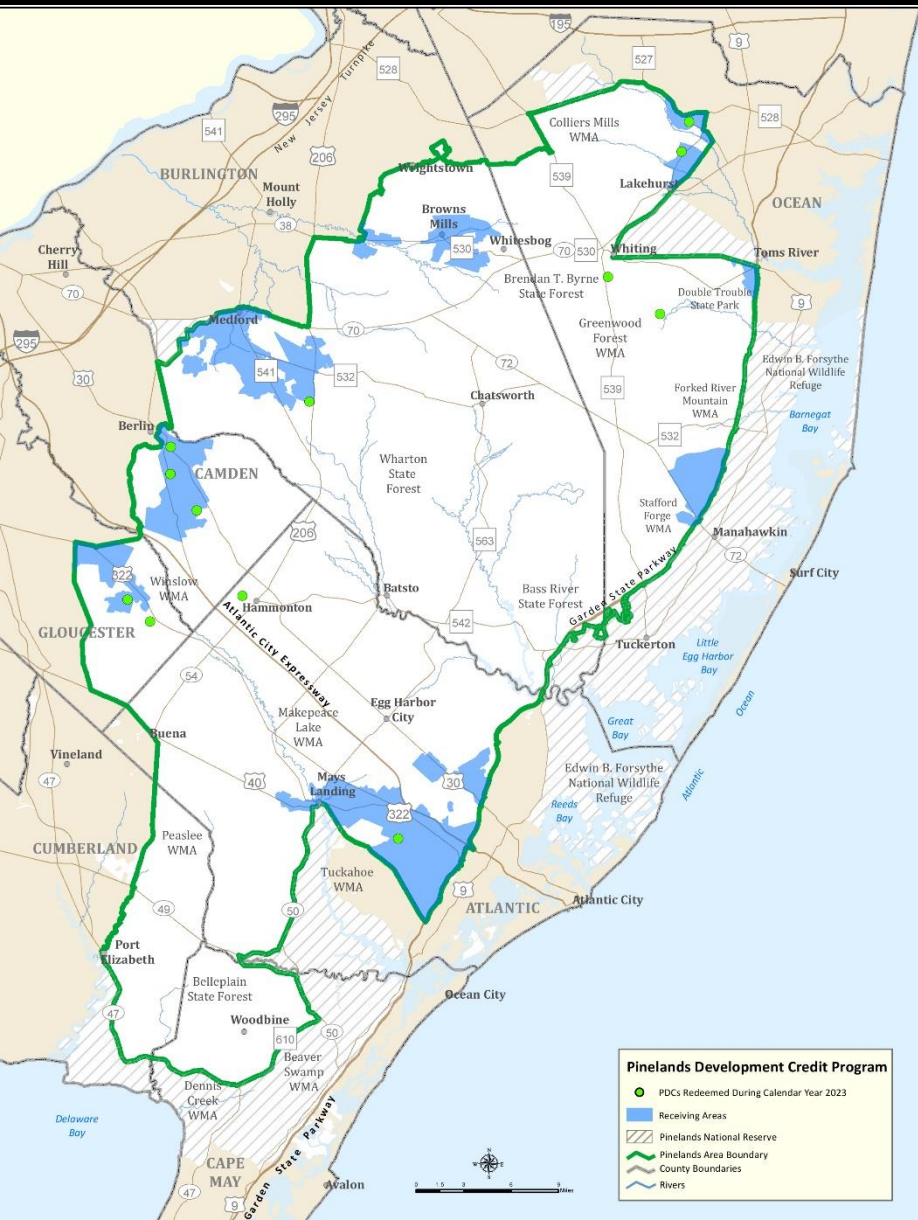 195
9
527
528
New Jersey Turnpike
295
541
206
528
Colliers Mills
WMA
BURLINGTON
Wrightstown
539
Lakehurst
Mount
Holly
38
Browns
Mills
530
Whitesbog
OCEAN
Cherry
Hill
70
70
530
Whiting
Toms River
Brendan T. Byrne
State Forest
Double Trouble
State Park
9
Medford
70
Greenwood
Forest
WMA
295
30
541
532
72
Edwin B. Forsythe
National Wildlife
Refuge
539
Forked River
Mountain
WMA
Chatsworth
Barnegat
Bay
Berlin
532
CAMDEN
Wharton
State
Forest
Stafford
Forge
WMA
206
563
Manahawkin
72
322
Winslow
WMA
Surf City
Batsto
Bass River
State Forest
Garden State Parkway
Hammonton
542
GLOUCESTER
Atlantic City Expressway
Tuckerton
Little
Egg Harbor
Bay
54
Ocean
Egg Harbor
City
Makepeace
Lake
WMA
Great
Bay
Buena
Vineland
47
40
Mays
Landing
30
Edwin B. Forsythe
National Wildlife
Refuge
Atlantic
Reeds
Bay
322
Peaslee
WMA
CUMBERLAND
Tuckahoe
WMA
9
ATLANTIC
Atlantic City
49
50
Port
Elizabeth
Belleplain
State Forest
Ocean City
47
Woodbine
610
50
Beaver
Swamp
WMA
Dennis
Creek
WMA
Delaware
Bay
Garden State Parkway
CAPE
MAY
47
9
Avalon
N
W E
S
0 1.5 3 6 9
Miles
Pinelands Development Credit Program
PDCs Redeemed During Calendar Year 2023
Receiving Areas
Pinelands National Reserve
Pinelands Area Boundary
County Boundaries
Rivers